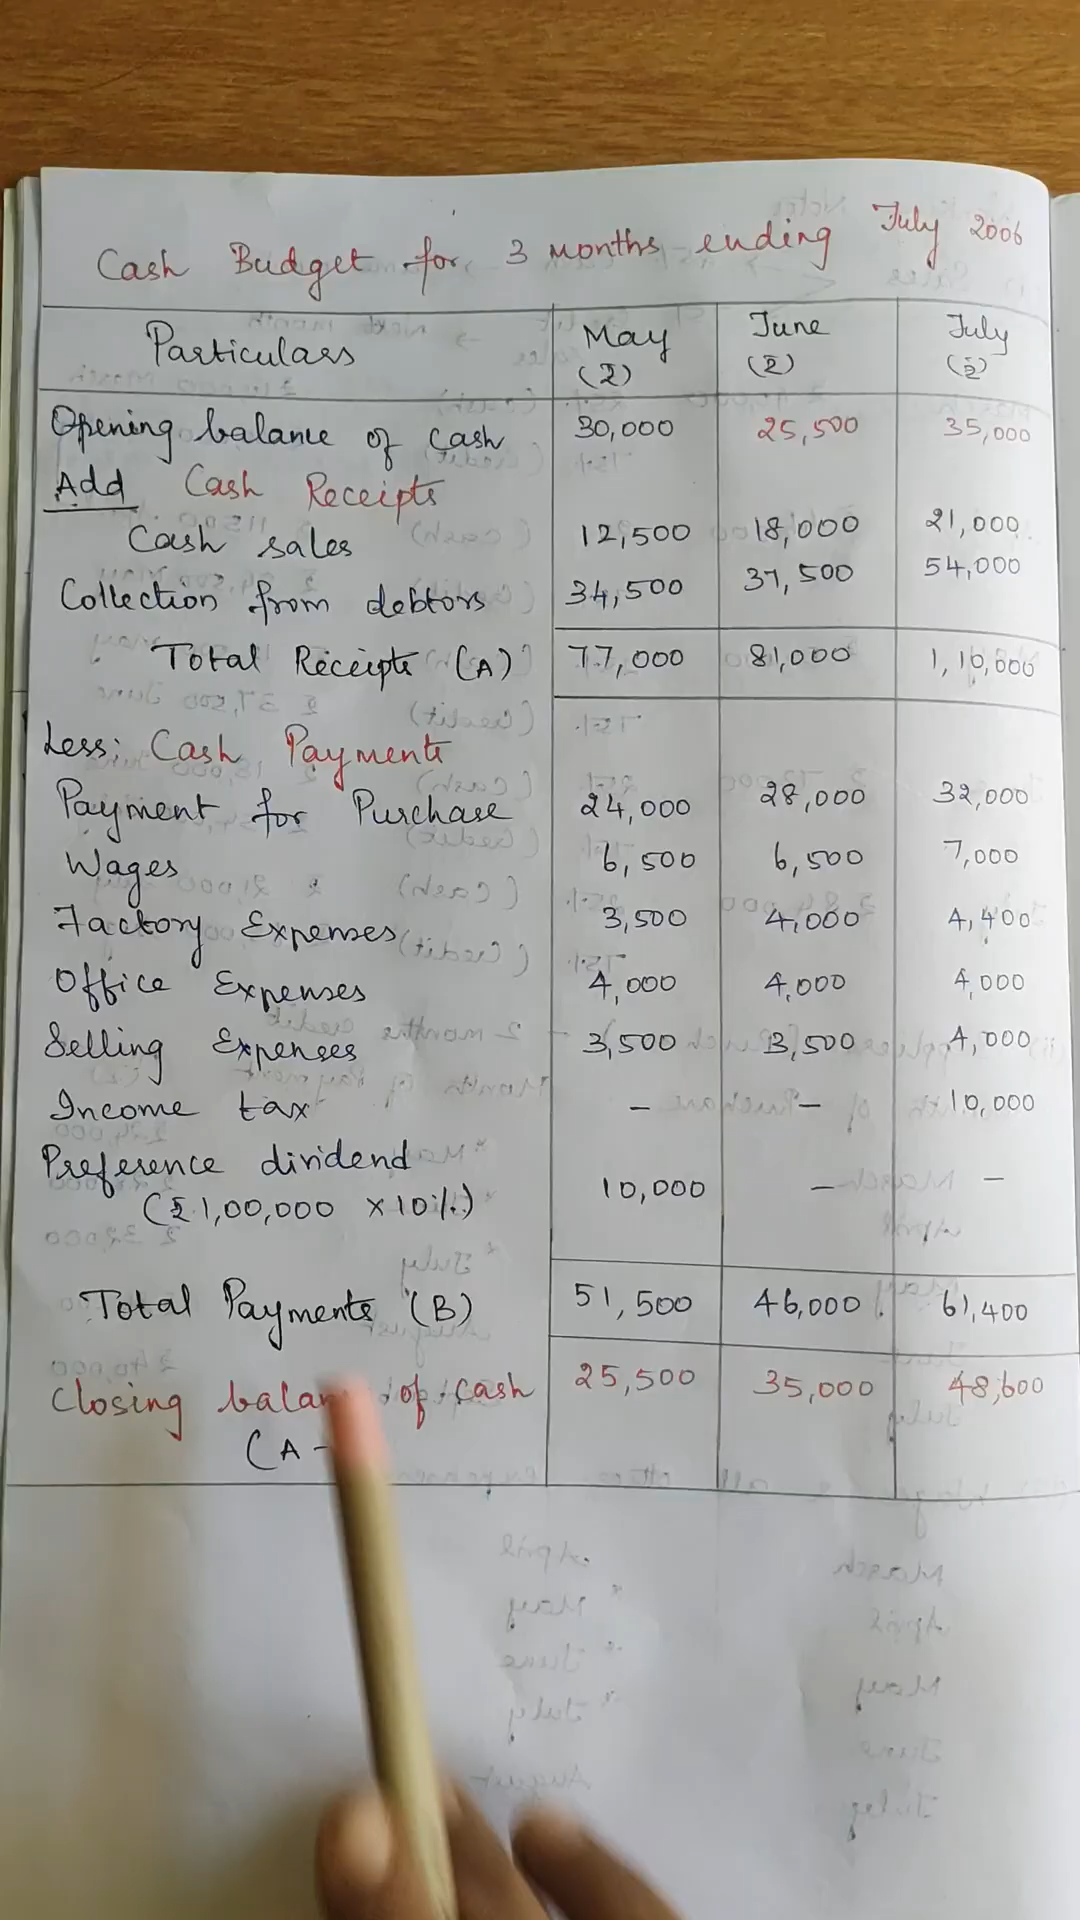 Cash Budget for 3 months ending July 2006
Particulars May June July
(₹) (₹) (₹)
Opening balance of cash 30,000 25,500 35,000
Add Cash Receipts
Cash sales 12,500 18,000 21,000
Collection from debtors 34,500 37,500 54,000
Total Receipts (A) 77,000 81,000 1,10,000
Less: Cash Payments
Payment for Purchase 24,000 28,000 32,000
Wages 6,500 6,500 7,000
Factory Expenses 3,500 4,000 4,400
Office Expenses 4,000 4,000 4,000
Selling Expenses 3,500 3,500 4,000
Income tax - - 10,000
Preference dividend
(₹1,00,000 x 10%) 10,000 - -
Total Payments (B) 51,500 46,000 61,400
Closing balance of cash 25,500 35,000 48,600
(A -